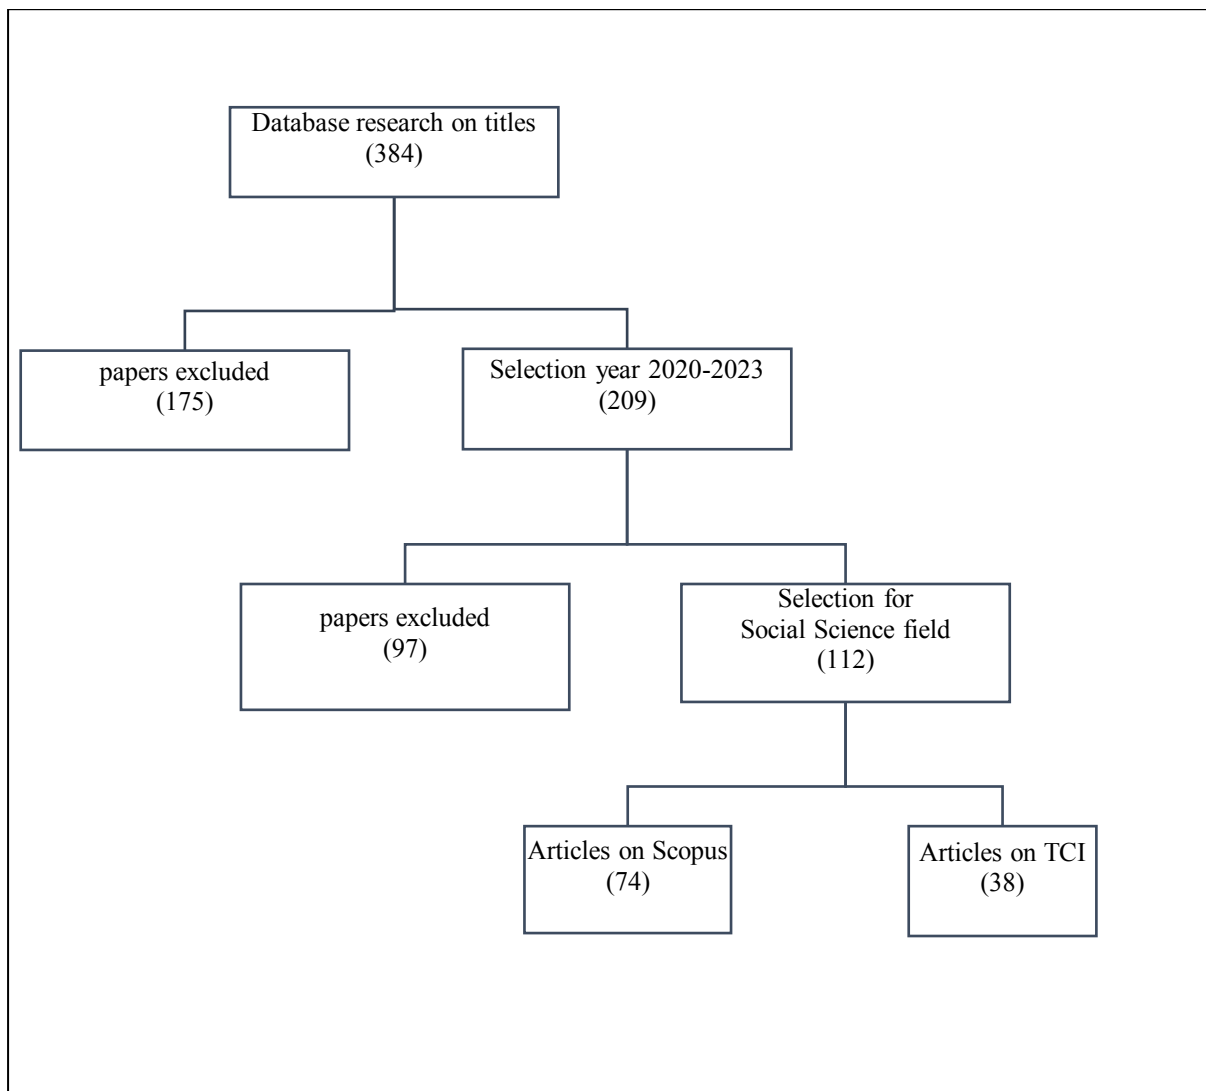 Database research on titles
(384)
papers excluded
(175)
Selection year 2020-2023
(209)
papers excluded
(97)
Selection for
Social Science field
(112)
Articles on Scopus
(74)
Articles on TCI
(38)